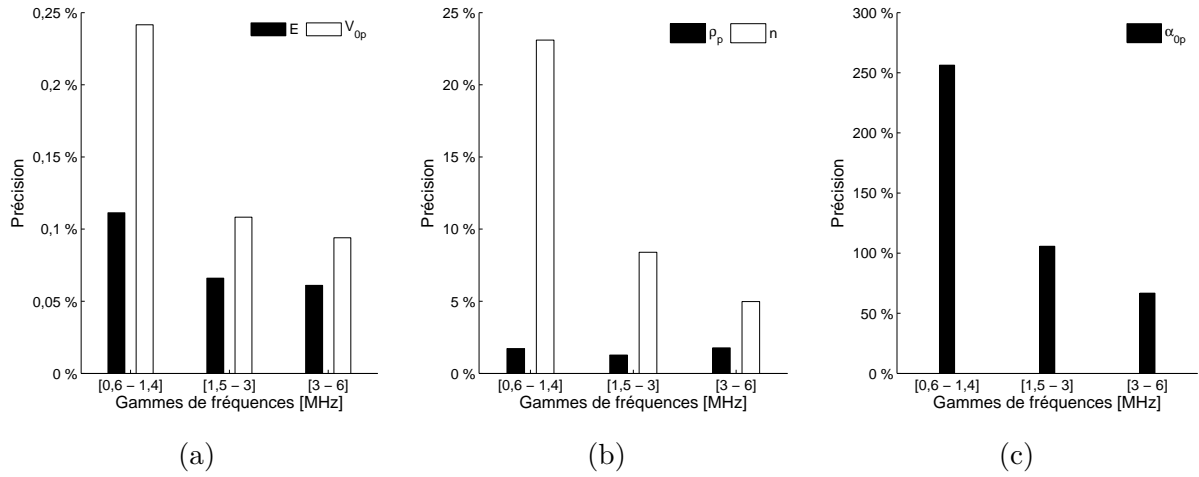 0,25 %
0,2 %
0,15 %
0,1 %
0,05 %
0 %
Précision
E V0p
[0,6 − 1,4] [1,5 − 3] [3 − 6]
Gammes de fréquences [MHz]
(a)
25 %
20 %
15 %
10 %
5 %
0 %
Précision
ρp n
[0,6 − 1,4] [1,5 − 3] [3 − 6]
Gammes de fréquences [MHz]
(b)
300 %
250 %
200 %
150 %
100 %
50 %
0 %
Précision
α0p
[0,6 − 1,4] [1,5 − 3] [3 − 6]
Gammes de fréquences [MHz]
(c)